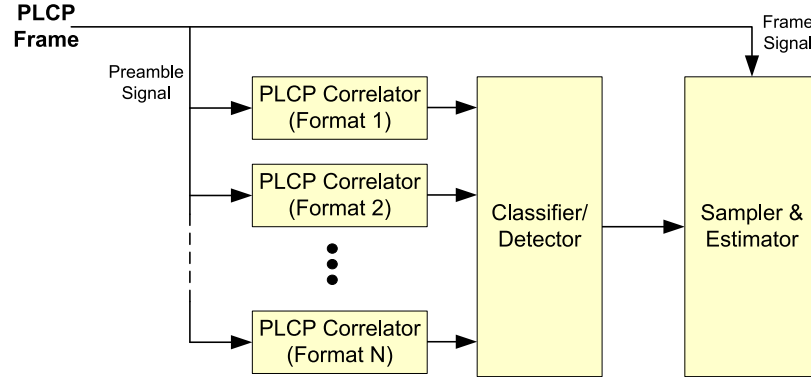 PLCP
Frame
Frame
Signal
Preamble
Signal
PLCP Correlator
(Format 1)
PLCP Correlator
(Format 2)
Classifier/
Detector
Sampler &
Estimator
PLCP Correlator
(Format N)